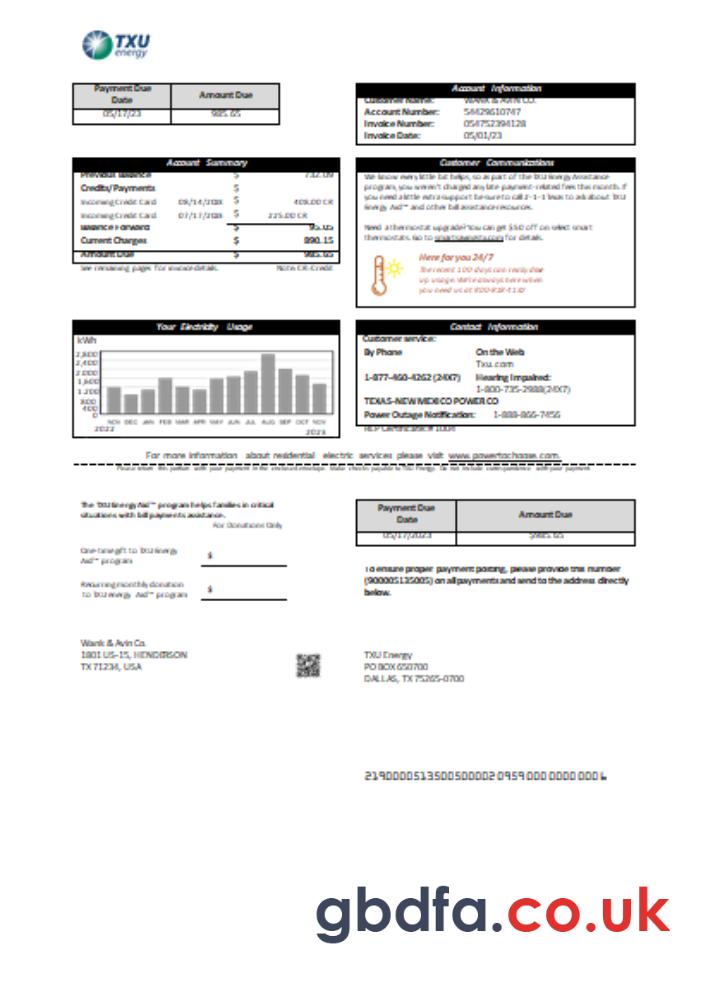 TXU
energy
Payment Due
Date
Amount Due
05/17/23
985.65
Account Information
Customer Name: WANK & AVIN CO.
Account Number: 54429610747
Invoice Number: 054752394128
Invoice Date: 05/01/23
Account Summary
Previous Balance $ 732.09
Credits/Payments $
Incoming Credit Card $
Incoming Credit Card 07/17/2023 $ 225.00 CR
Balance Forward $ 95.05
Current Charges $ 890.15
Amount Due $ 985.65
See remaining pages for invoice details. Note: CR-Credit
Customer Communications
We know every little bit helps, so as part of the TXU Energy Assistance
program, you weren't charged any late payment-related fees this month. If
you need a little extra support be sure to call 2-1-1 Texas to ask about TXU
Energy Aid℠ and other bill assistance resources.
Need a thermostat upgrade? You can get $50 off on select smart
thermostats. Go to for details.
Here for you 24/7
The recent 100 days can really drive
up usage. We're always here when
you need us at
Your Electricity Usage
kWh
2,800
2,400
2,000
1,600
1,200
800
400
0
NOV DEC JAN FEB MAR APR MAY JUN JUL AUG SEP OCT NOV
2022 2023
Contact Information
Customer service:
By Phone On the Web
Txu.com
1-877-460-4262 (24X7) Hearing Impaired:
1-800-735-2988(24X7)
TEXAS-NEW MEXICO POWER CO
Power Outage Notification: 1-888-866-7456
REP Certificate# 1004
For more information about residential electric services please visit www.powertochoose.com.
Please return this portion with your payment in the enclosed envelope. Make checks payable to TXU Energy. Do not include correspondence with your payment.
The TXU Energy Aid℠ program helps families in critical
situations with bill payments assistance.
For Donations Only
One-time gift to TXU Energy
Aid℠ program $
Recurring monthly donation
to TXU energy Aid℠ program $
Payment Due
Date
Amount Due
05/17/2023
$985.65
To ensure proper payment posting, please provide this number
(900005135005) on all payments and send to the address directly
below.
Wank & Avin Co.
1801 US-15, HENDERSON
TX 71234, USA
TXU Energy
PO BOX 650700
DALLAS, TX 75265-0700
gbdfa.co.uk